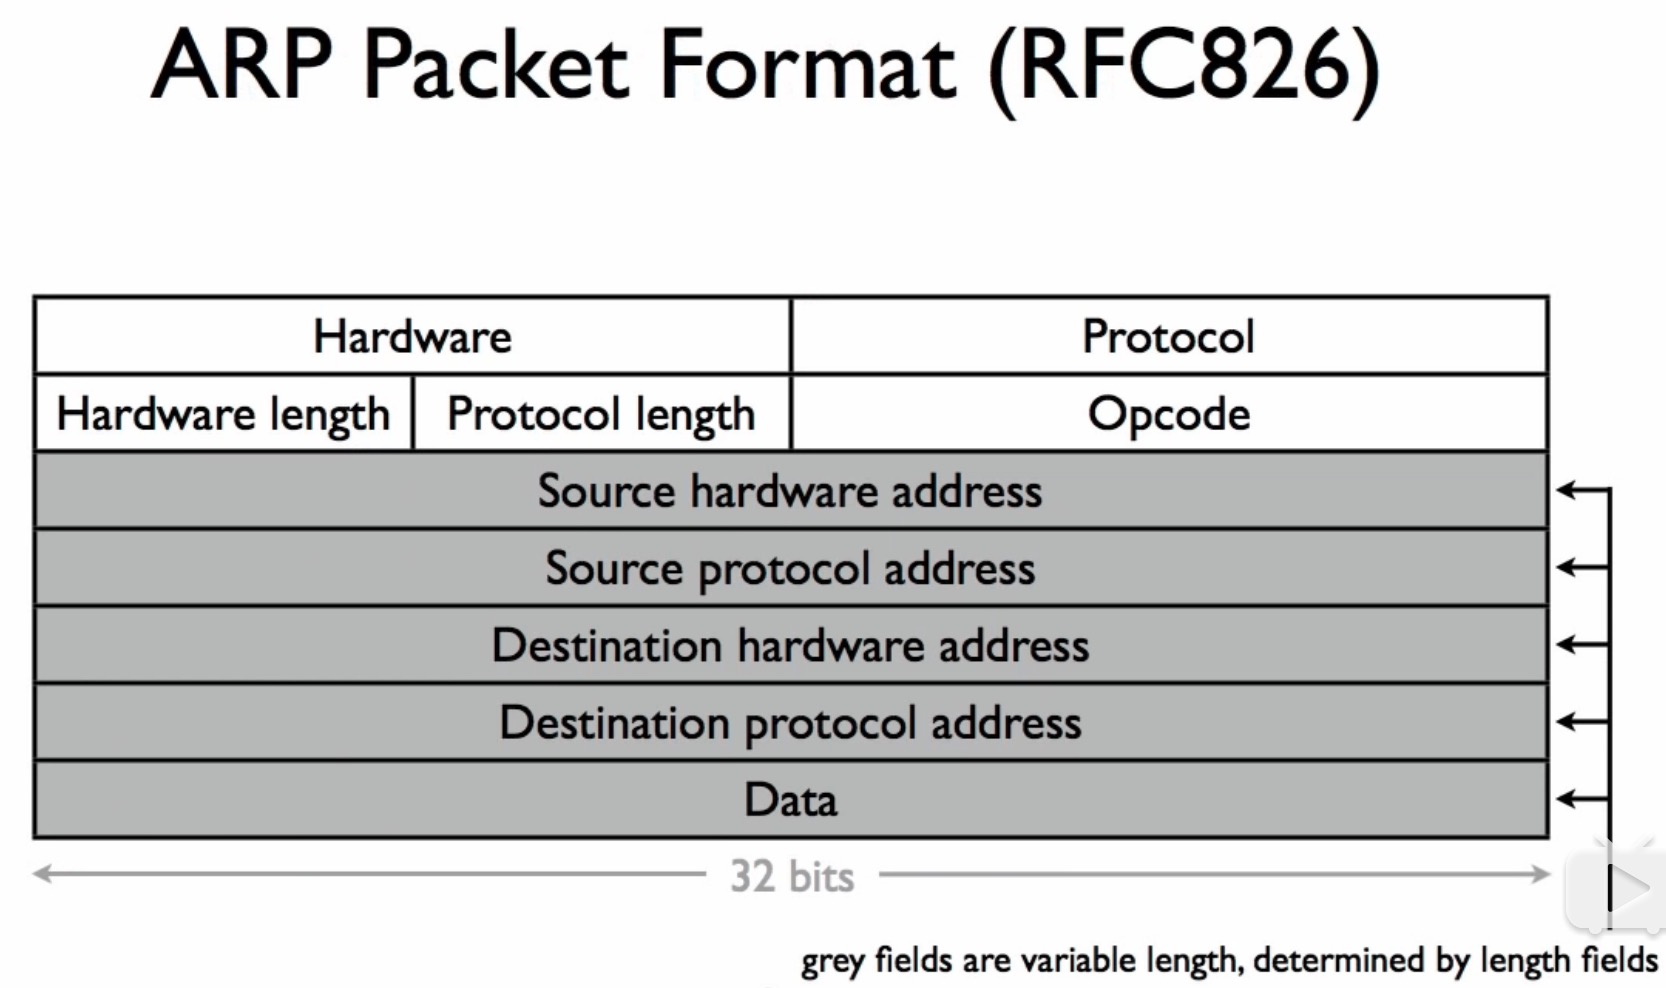 ARP Packet Format (RFC826)
Hardware Protocol
Hardware length Protocol length Opcode
Source hardware address
Source protocol address
Destination hardware address
Destination protocol address
Data
32 bits
grey fields are variable length, determined by length fields